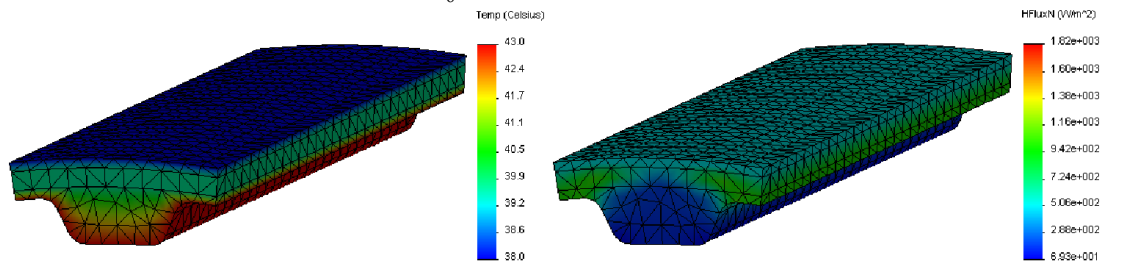 g
Temp (Celsius)
43.0
42.4
41.7
41.1
40.5
39.9
39.2
38.6
38.0
HFluxN (W/m^2)
1.82e+003
1.60e+003
1.38e+003
1.16e+003
9.42e+002
7.24e+002
5.06e+002
2.88e+002
6.93e+001